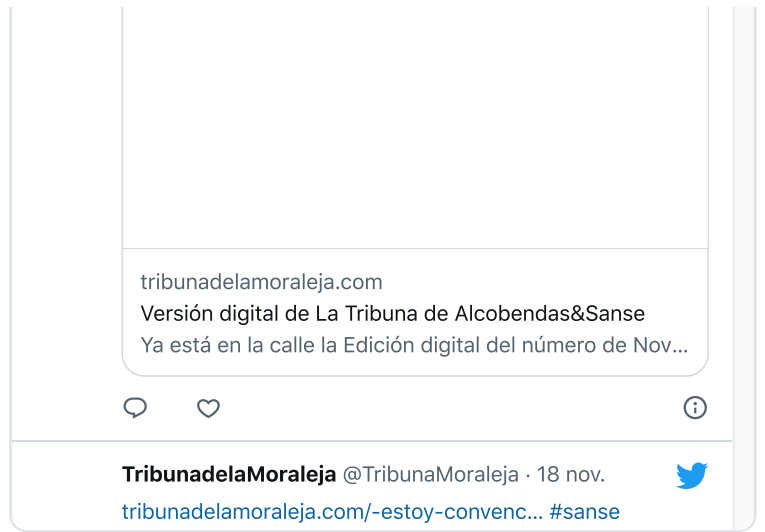 tribunadelamoraleja.com
Versión digital de La Tribuna de Alcobendas&Sanse
Ya está en la calle la Edición digital del número de Nov...
TribunadelaMoraleja @TribunaMoraleja · 18 nov.
tribunadelamoraleja.com/-estoy-convenc... #sanse